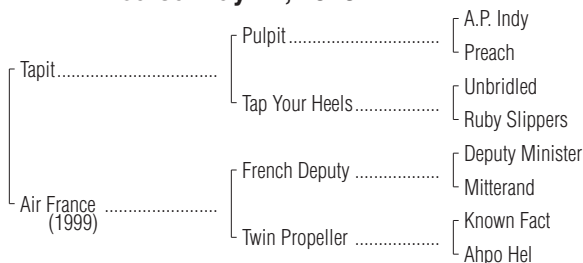 A.P. Indy
Pulpit........................................
Preach
Tapit..........................................
Unbridled
Tap Your Heels......................
Ruby Slippers
Deputy Minister
French Deputy ......................
Mitterand
Air France .............................
(1999)
Known Fact
Twin Propeller ......................
Ahpo Hel